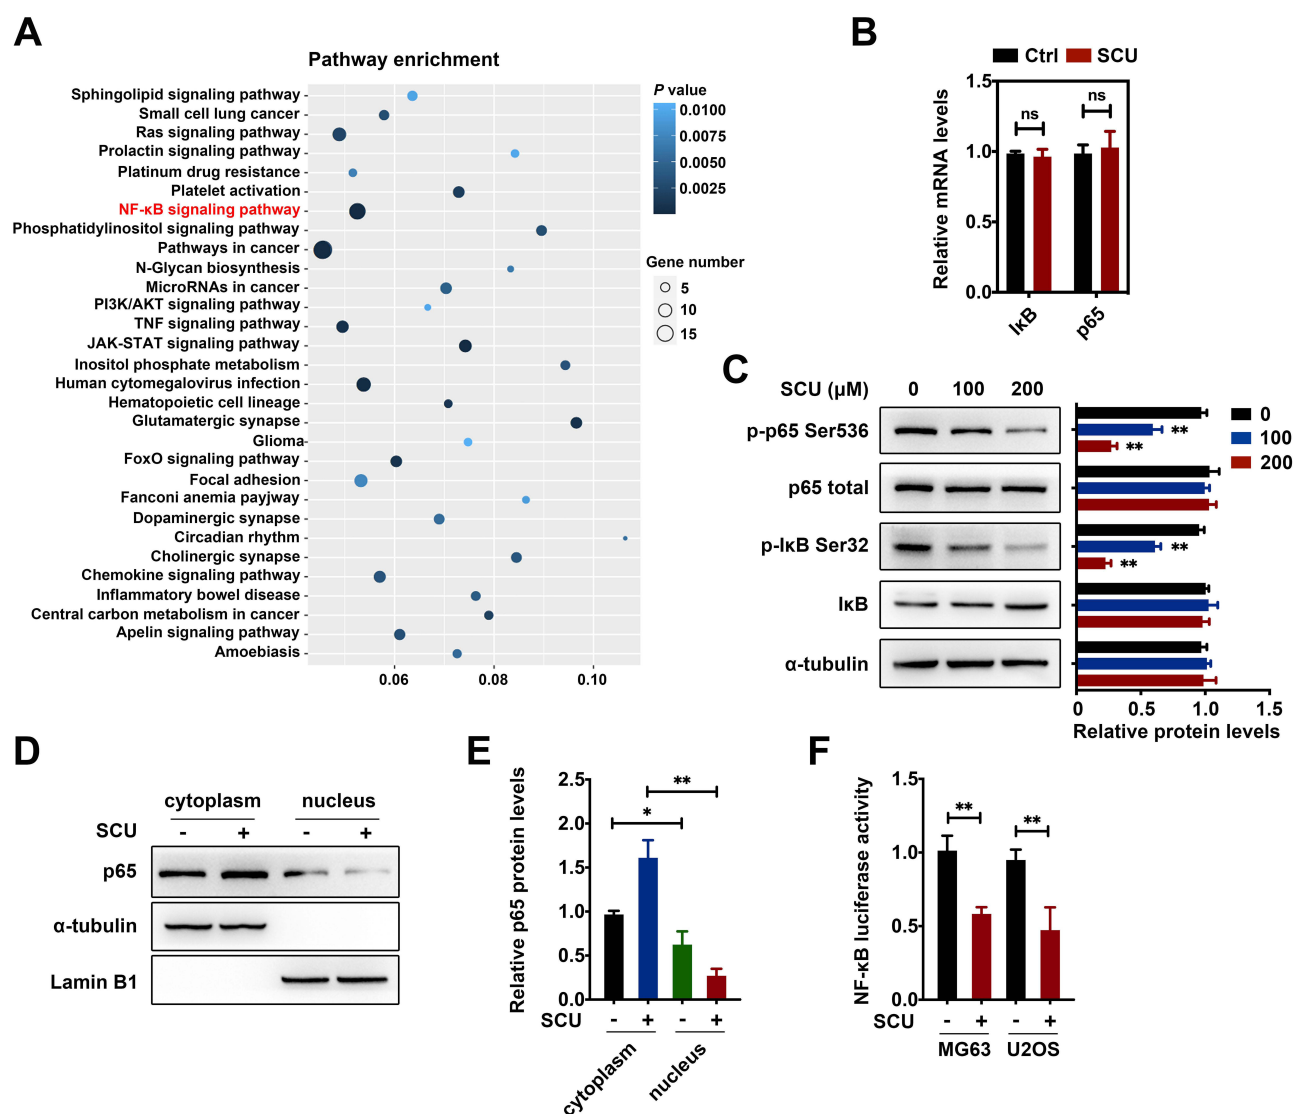 A
Pathway enrichment
Sphingolipid signaling pathway
Small cell lung cancer
Ras signaling pathway
Prolactin signaling pathway
Platinum drug resistance
Platelet activation
NF-κB signaling pathway
Phosphatidylinositol signaling pathway
Pathways in cancer
N-Glycan biosynthesis
MicroRNAs in cancer
PI3K/AKT signaling pathway
TNF signaling pathway
JAK-STAT signaling pathway
Inositol phosphate metabolism
Human cytomegalovirus infection
Hematopoietic cell lineage
Glutamatergic synapse
Glioma
FoxO signaling pathway
Focal adhesion
Fanconi anemia payjway
Dopaminergic synapse
Circadian rhythm
Cholinergic synapse
Chemokine signaling pathway
Inflammatory bowel disease
Central carbon metabolism in cancer
Apelin signaling pathway
Amoebiasis
0.06 0.08 0.10
P value
0.0100
0.0075
0.0050
0.0025
Gene number
5
10
15
B
Ctrl SCU
Relative mRNA levels
1.5
1.0
0.5
0.0
ns
ns
IκB p65
C
SCU (μM) 0 100 200
p-p65 Ser536
p65 total
p-IκB Ser32
IκB
α-tubulin
**
**
**
**
0
100
200
0 0.5 1.0 1.5
Relative protein levels
D
cytoplasm nucleus
SCU - + - +
p65
α-tubulin
Lamin B1
E
Relative p65 protein levels
2.5
2.0
1.5
1.0
0.5
0.0
**
*
SCU - + - +
cytoplasm nucleus
F
NF-κB luciferase activity
1.5
1.0
0.5
0.0
**
**
SCU - + - +
MG63 U2OS